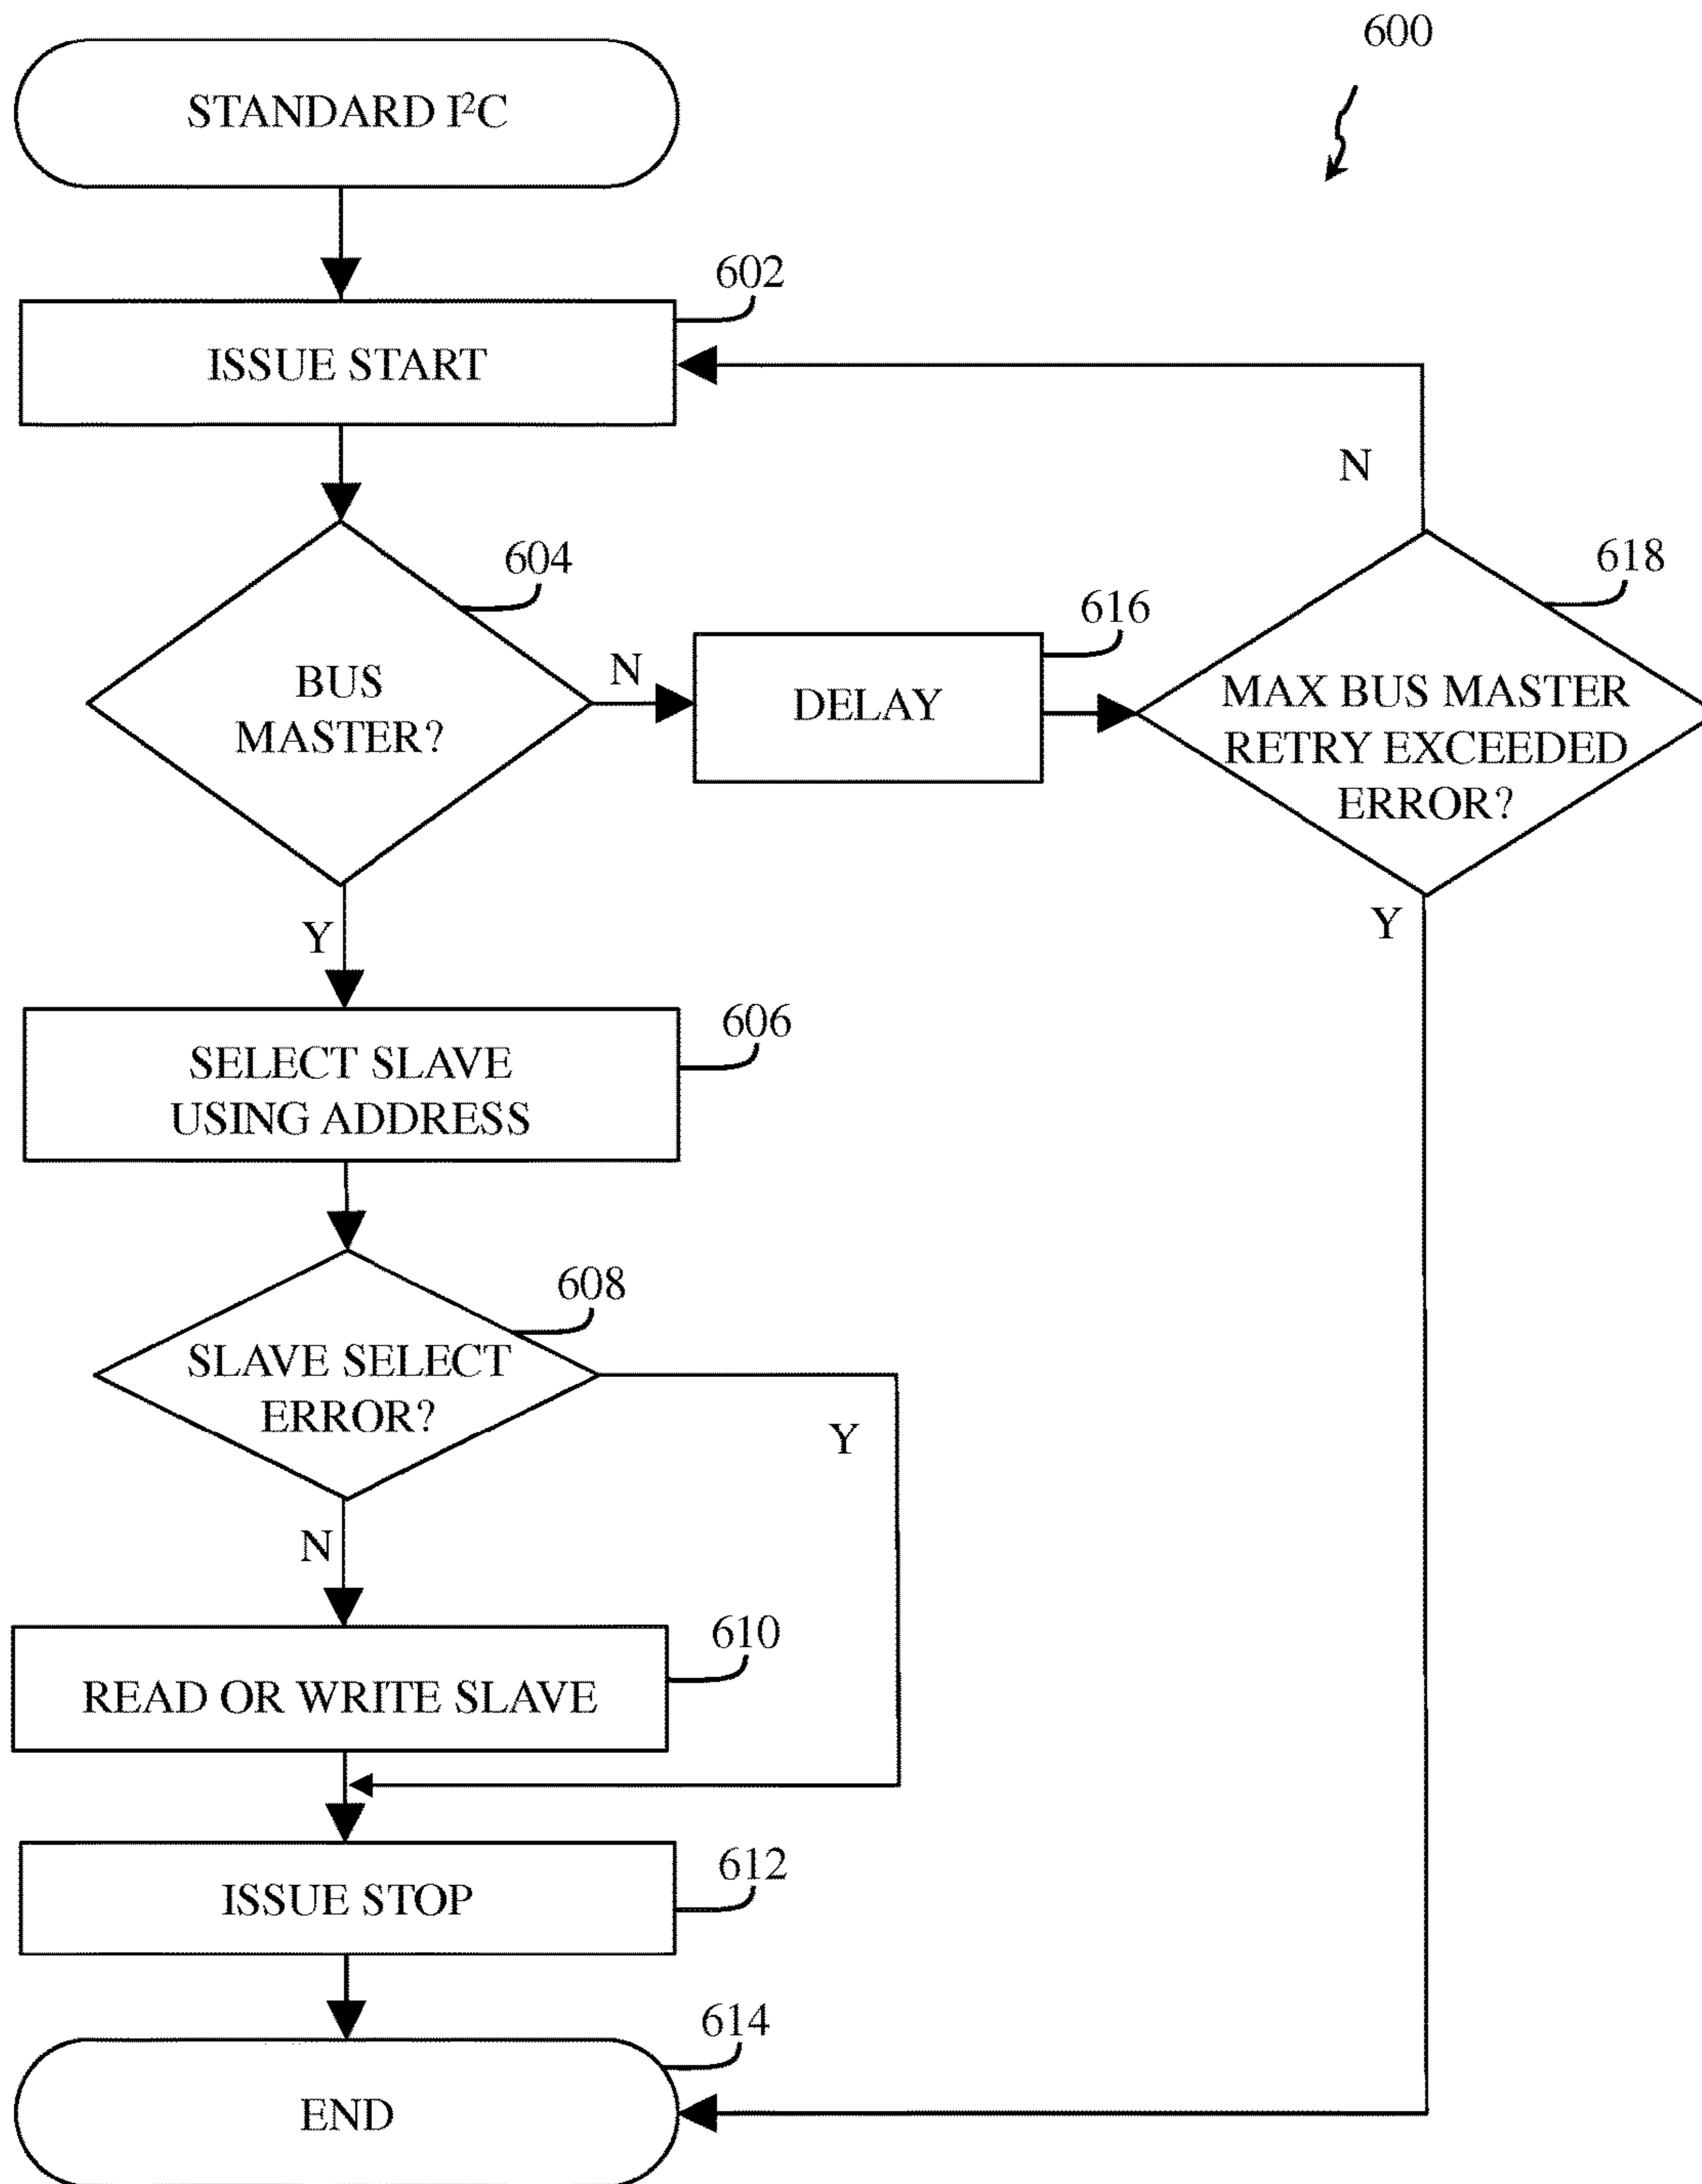 600
STANDARD I²C
602
ISSUE START
N
604
BUS
MASTER?
N
616
DELAY
618
MAX BUS MASTER
RETRY EXCEEDED
ERROR?
Y
Y
606
SELECT SLAVE
USING ADDRESS
608
SLAVE SELECT
ERROR?
Y
N
610
READ OR WRITE SLAVE
612
ISSUE STOP
614
END